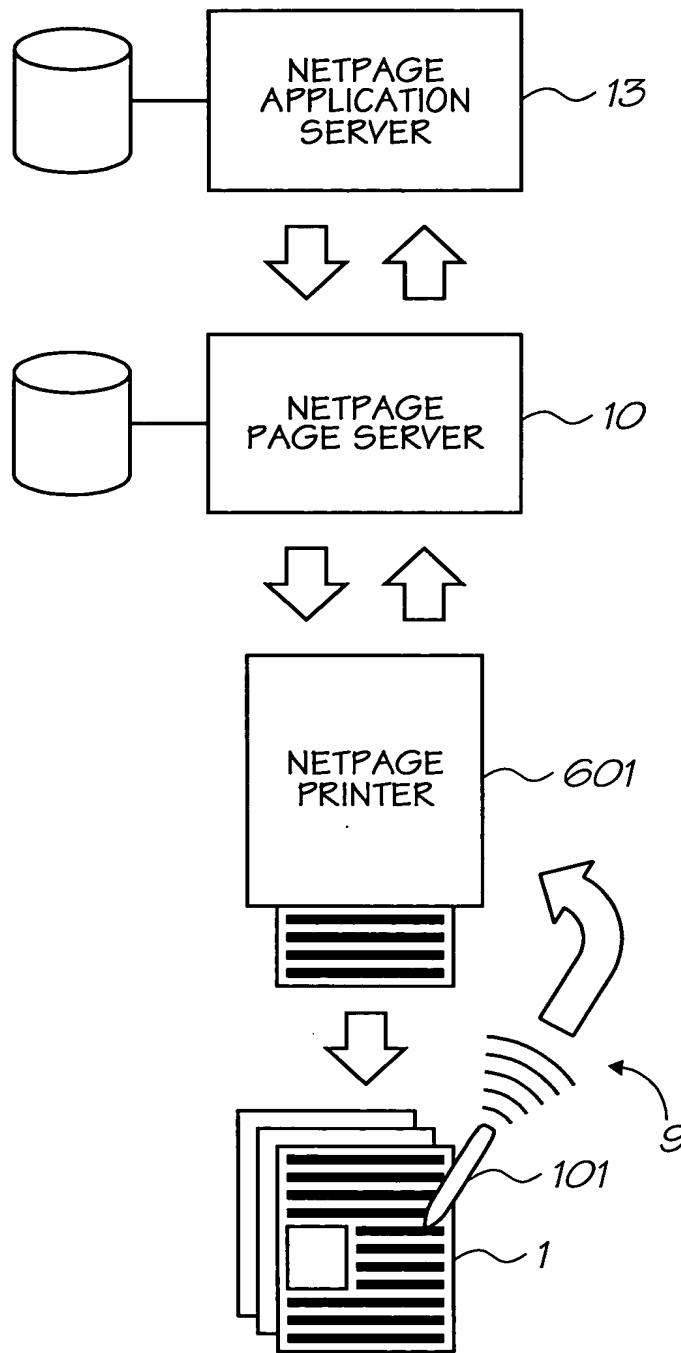 NETPAGE
APPLICATION
SERVER
13
NETPAGE
PAGE SERVER
10
NETPAGE
PRINTER
601
9
101
1